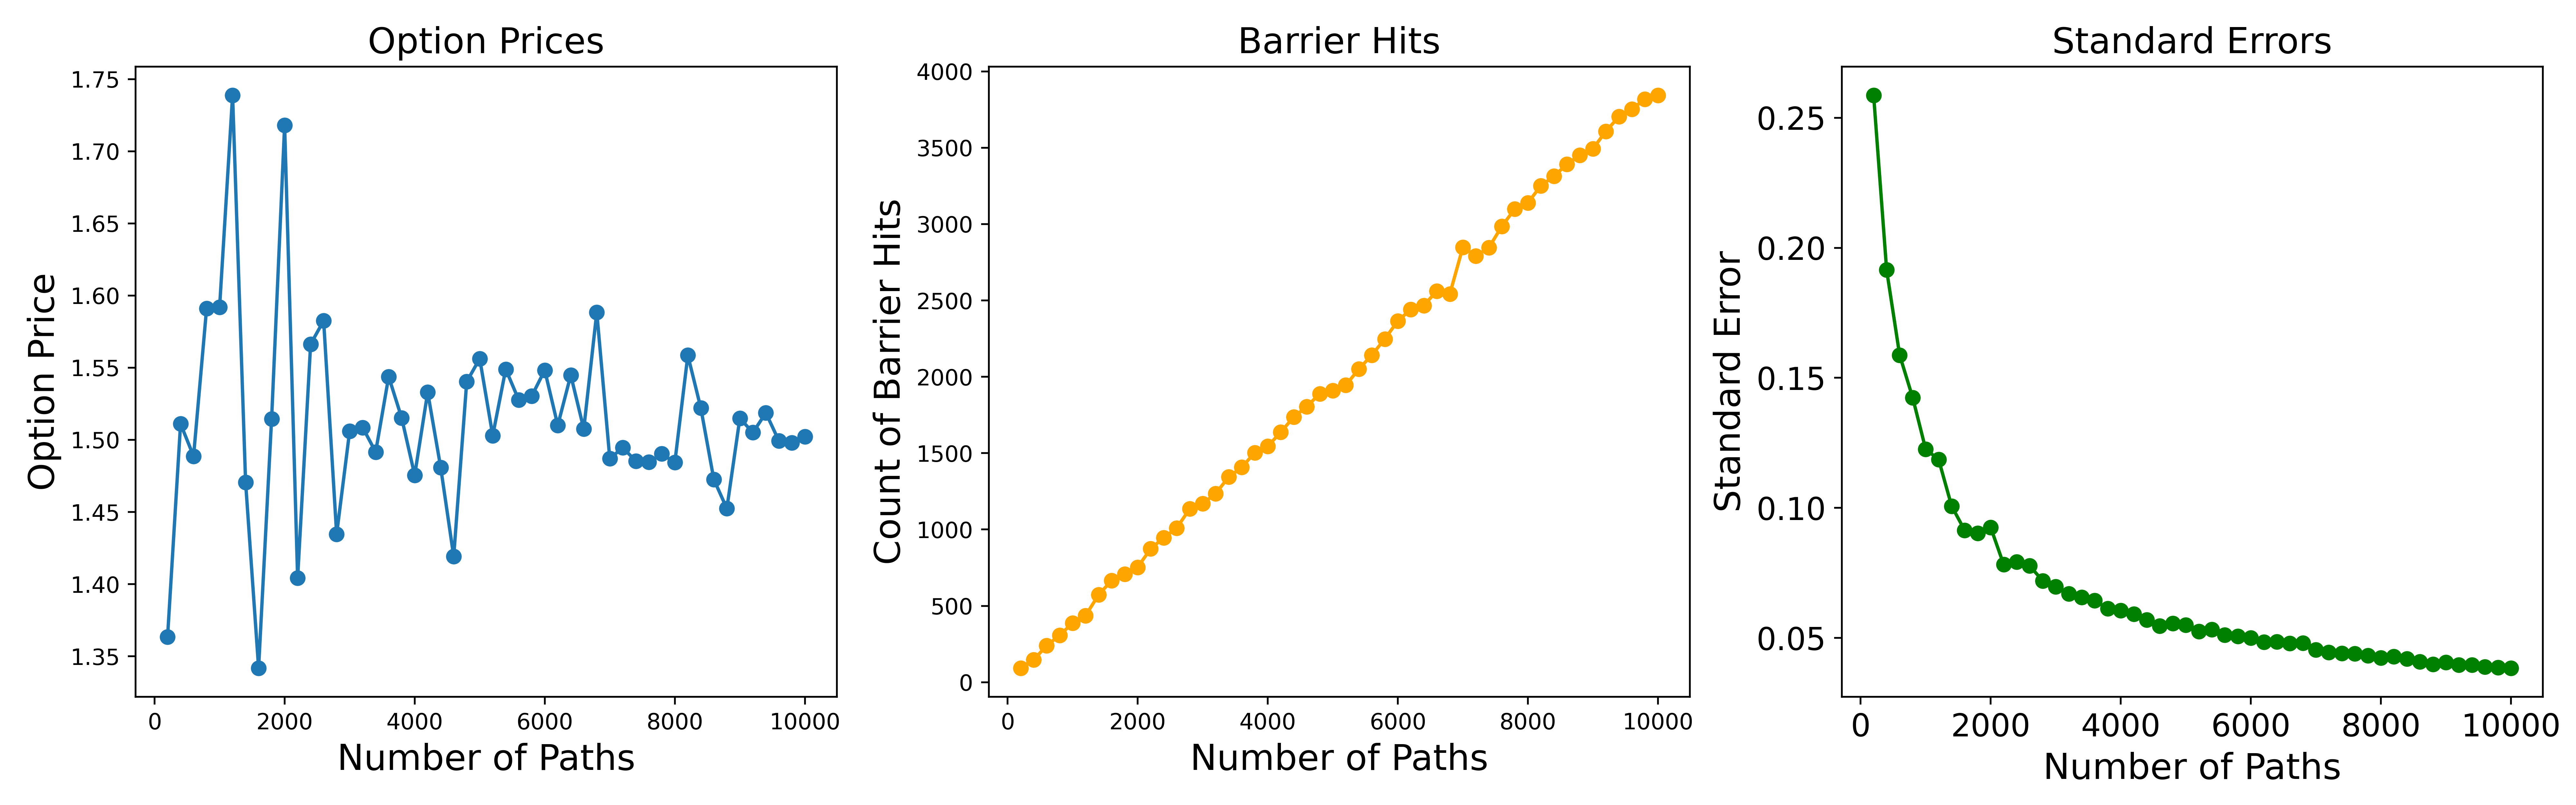 Option Prices
Option Price
1.75
1.70
1.65
1.60
1.55
1.50
1.45
1.40
1.35
0 2000 4000 6000 8000 10000
Number of Paths
Barrier Hits
Count of Barrier Hits
4000
3500
3000
2500
2000
1500
1000
500
0
0 2000 4000 6000 8000 10000
Number of Paths
Standard Errors
Standard Error
0.25
0.20
0.15
0.10
0.05
0 2000 4000 6000 8000 10000
Number of Paths